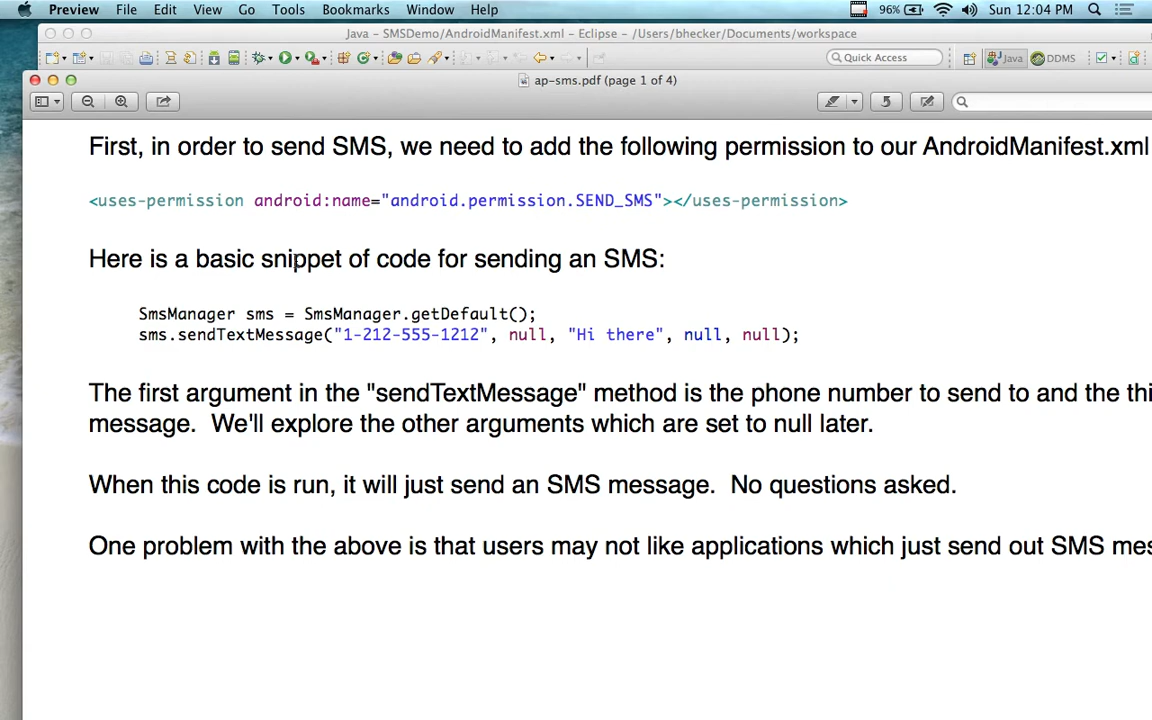 Preview File Edit View Go Tools Bookmarks Window Help 96% Sun 12:04 PM
Java - SMSDemo/AndroidManifest.xml - Eclipse - /Users/bhecker/Documents/workspace
Quick Access Java DDMS
ap-sms.pdf (page 1 of 4)
First, in order to send SMS, we need to add the following permission to our AndroidManifest.xml
<uses-permission android:name="android.permission.SEND_SMS"></uses-permission>
Here is a basic snippet of code for sending an SMS:
SmsManager sms = SmsManager.getDefault();
sms.sendTextMessage("1-212-555-1212", null, "Hi there", null, null);
The first argument in the "sendTextMessage" method is the phone number to send to and the thi
message. We'll explore the other arguments which are set to null later.
When this code is run, it will just send an SMS message. No questions asked.
One problem with the above is that users may not like applications which just send out SMS mes